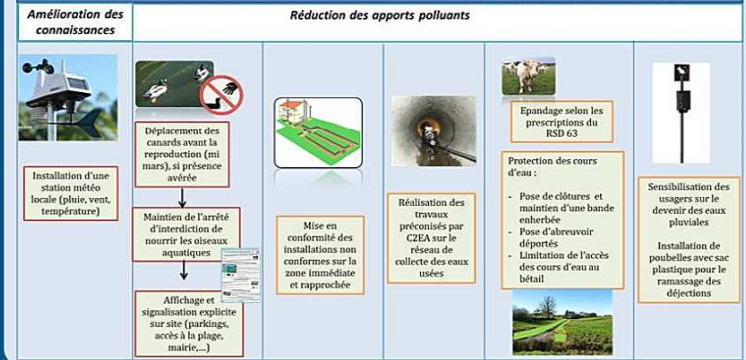 Amélioration des
connaissances
Réduction des apports polluants
Installation d'une
station météo
locale (pluie, vent,
température)
Déplacement des
canards avant la
reproduction (mi
mars), si présence
avérée
Maintien de l'arrêté
d'interdiction de
nourrir les oiseaux
aquatiques
Affichage et
signalisation explicite
sur site (parkings,
accès à la plage,
mairie,...)
Mise en
conformité des
installations non
conformes sur la
zone immédiate
et rapprochée
Réalisation des
travaux
préconisés par
C2EA sur le
réseau de
collecte des eaux
usées
Epandage selon les
prescriptions du
RSD 63
Protection des cours
d'eau :
- Pose de clôtures et
maintien d'une bande
enherbée
- Pose d'abreuvoir
déportés
- Limitation de l'accès
des cours d'eau au
bétail
Sensibilisation des
usagers sur le
devenir des eaux
pluviales
Installation de
poubelles avec sac
plastique pour le
ramassage des
déjections